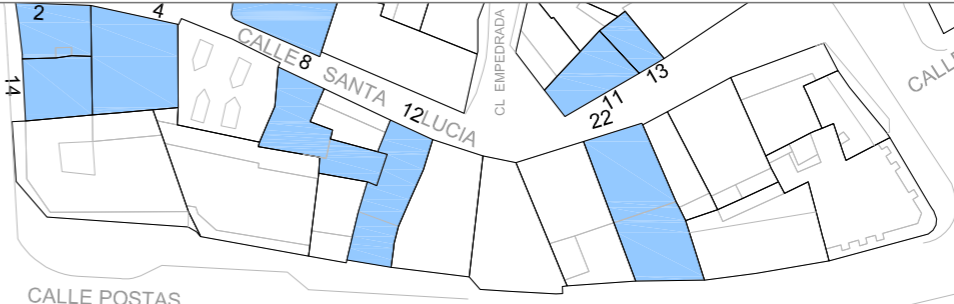 2
4
14
CALLE SANTA LUCIA
8
12
CL EMPEDRADA
13
11
22
CALLE
CALLE POSTAS